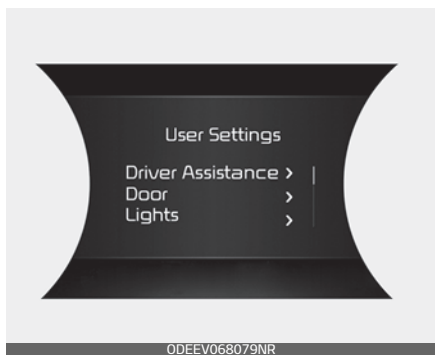 User Settings
Driver Assistance >
Door >
Lights >
ODEEV068079NR